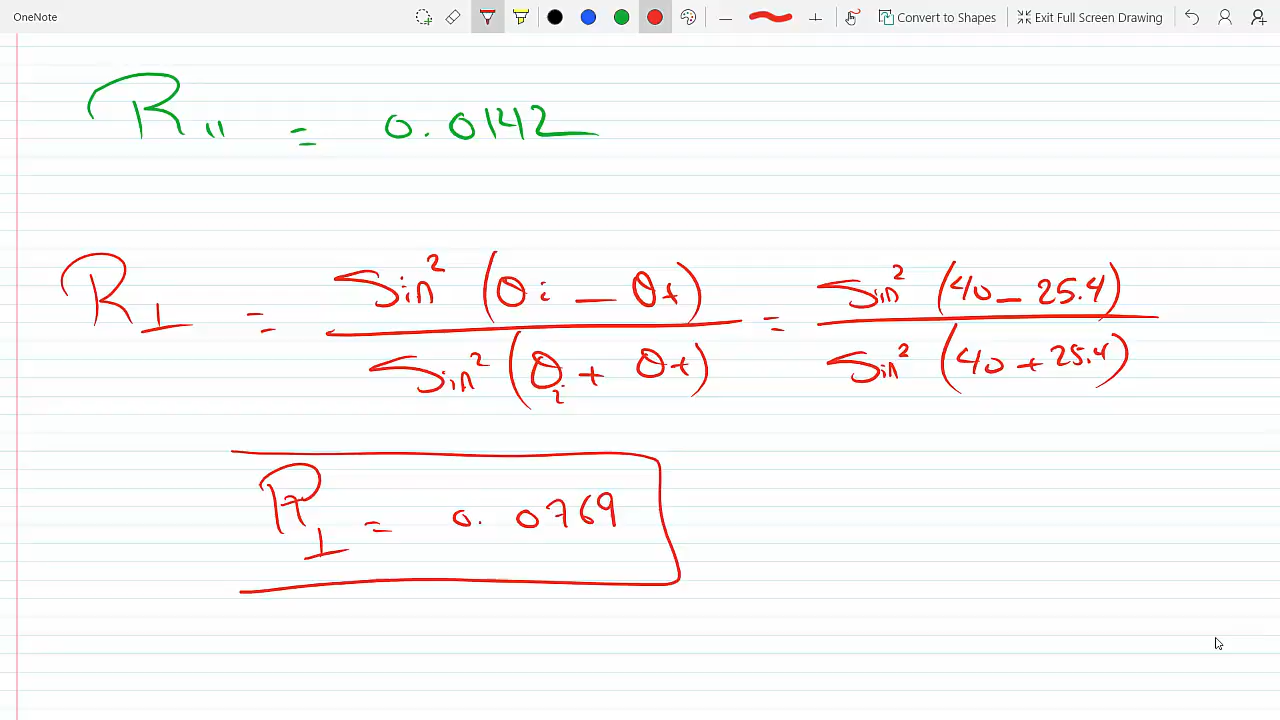 OneNote
Convert to Shapes
Exit Full Screen Drawing
R₁₁ = 0.0142
R⊥ = sin² (θi − θt) / sin² (θi + θt) = sin² (40 − 25.4) / sin² (40 + 25.4)
R⊥ = 0.0769